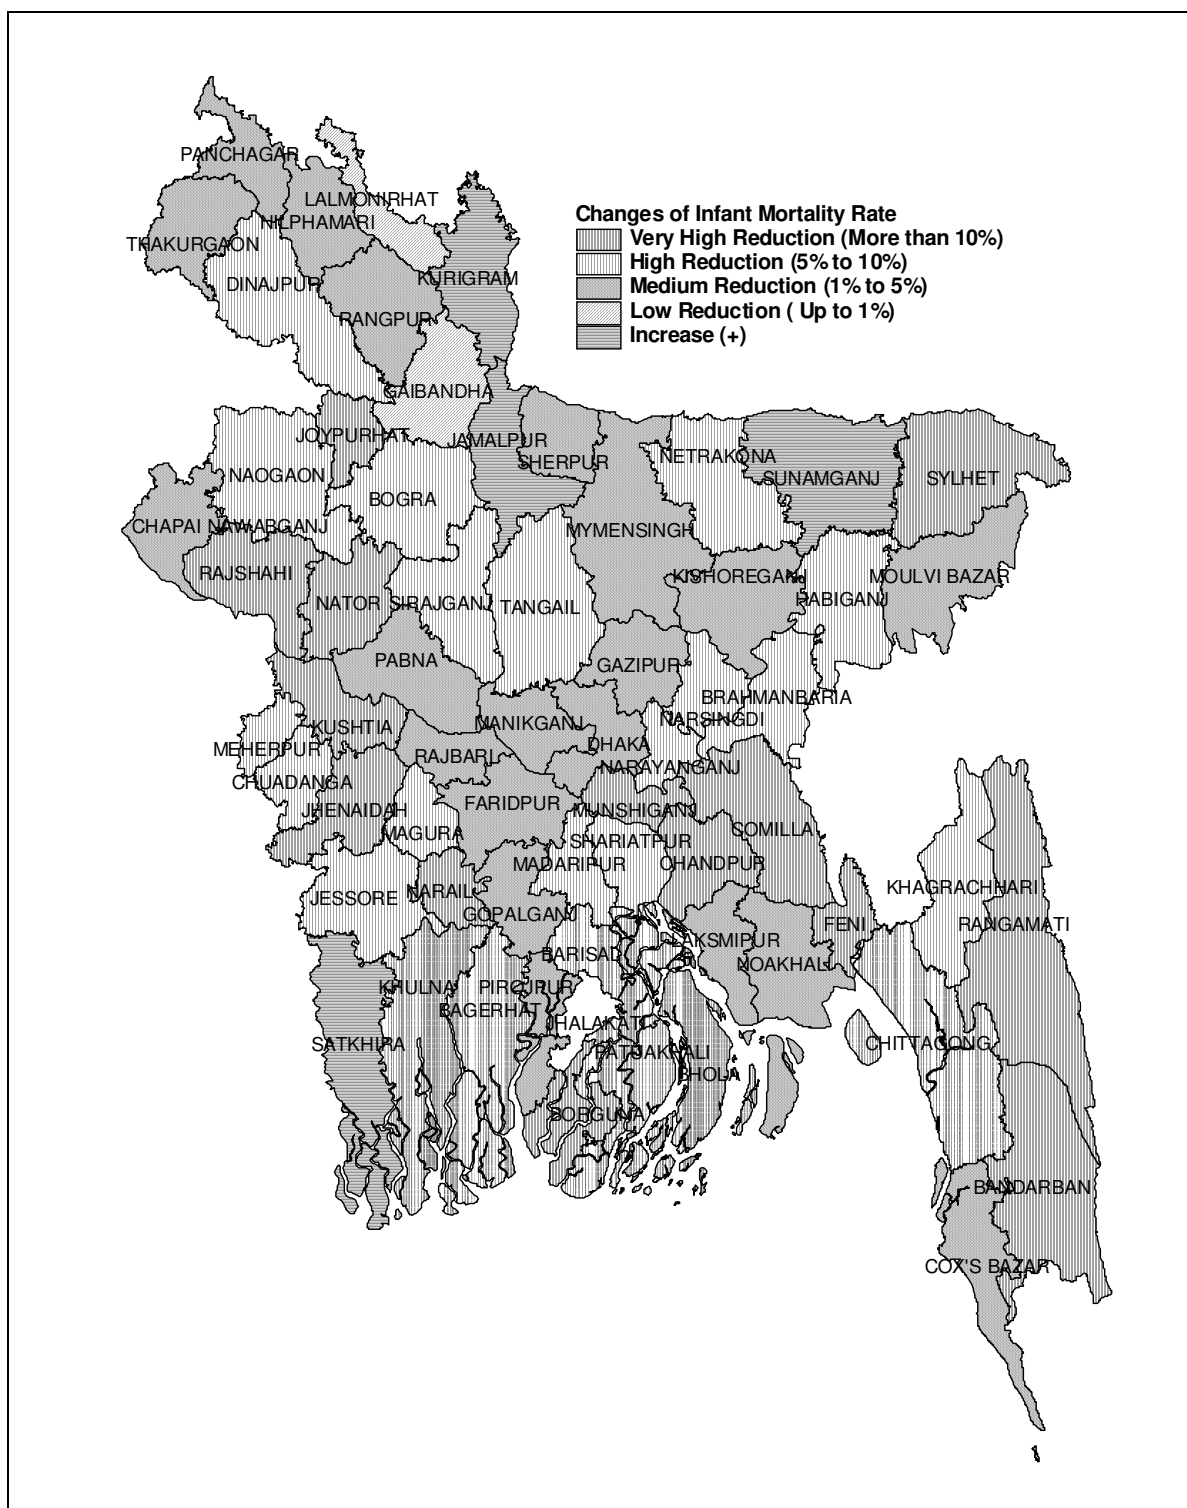 PANCHAGAR
LALMONIRHAT
NILPHAMARI
THAKURGAON
DINAJPUR
KURIGRAM
RANGPUR
Changes of Infant Mortality Rate
Very High Reduction (More than 10%)
High Reduction (5% to 10%)
Medium Reduction (1% to 5%)
Low Reduction ( Up to 1%)
Increase (+)
GAIBANDHA
JOYPURHAT
JAMALPUR
SHERPUR
NETRAKONA
SUNAMGANJ
SYLHET
NAOGAON
BOGRA
CHAPAI NAWABGANJ
MYMENSINGH
RAJSHAHI
KISHOREGANJ
MOULVI BAZAR
NATOR
SIRAJGANJ
TANGAIL
HABIGANJ
PABNA
GAZIPUR
BRAHMANBARIA
KUSHTIA
MANIKGANJ
NARSINGDI
MEHERPUR
RAJBARI
DHAKA
NARAYANGANJ
CHUADANGA
JHENAIDAH
FARIDPUR
MUNSHIGANJ
MAGURA
SHARIATPUR
COMILLA
MADARIPUR
CHANDPUR
JESSORE
NARAIL
KHAGRACHHARI
GOPALGANJ
FENI
RANGAMATI
BARISAD
LAKSMIPUR
NOAKHALI
KHULNA
PIROJPUR
BAGERHAT
JHALAKATI
SATKHIRA
PATUAKHALI
CHITTAGONG
BHOLA
BORGUNA
BANDARBAN
COX'S BAZAR